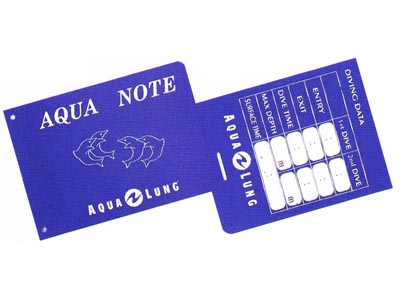 AQUA NOTE
AQUA LUNG
DIVING DATA
1st DIVE 2nd DIVE
ENTRY : :
EXIT : :
DIVE TIME : :
MAX DEPTH m m
SURFACE TIME :
AQUA LUNG